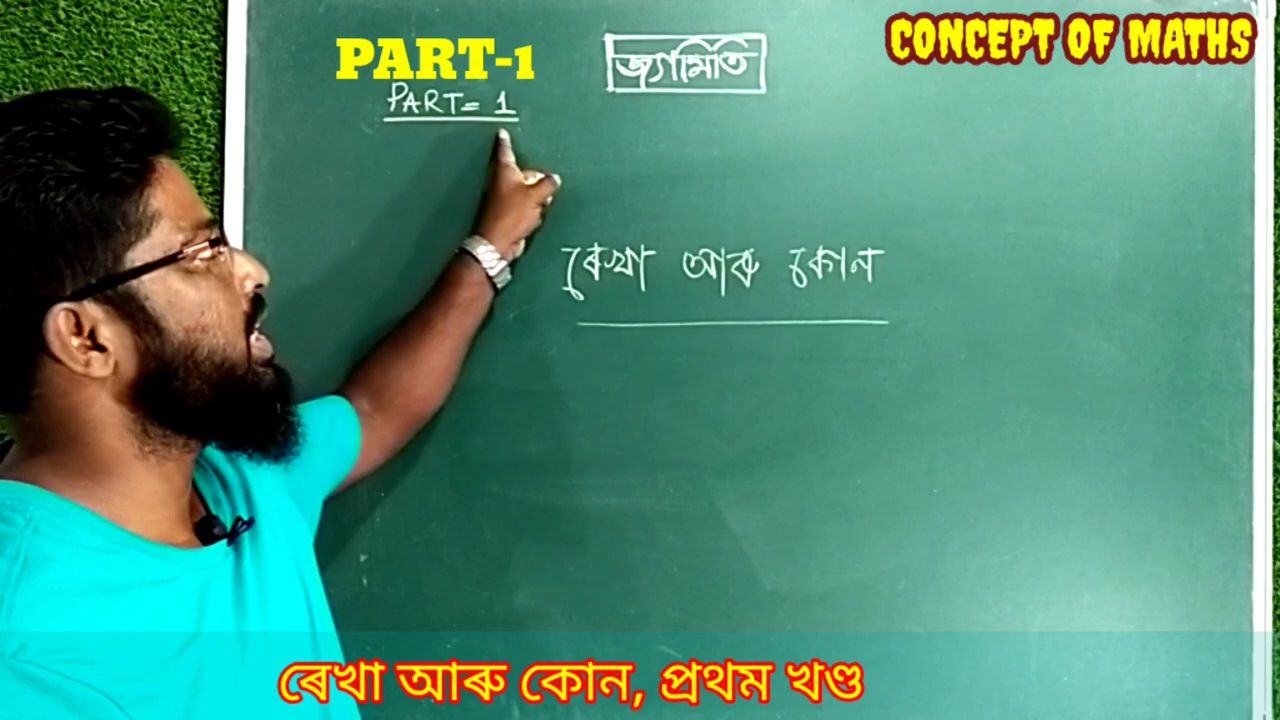 PART-1
CONCEPT OF MATHS
জ্যামিতি
PART= 1
ৰেখা আৰু কোন
ৰেখা আৰু কোন, প্ৰথম খণ্ড